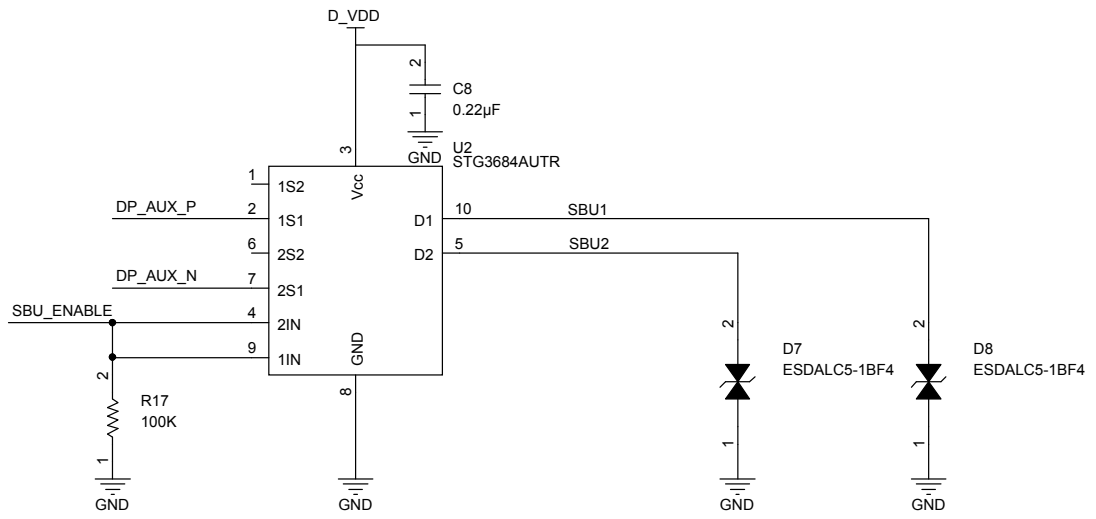 D_VDD
2
C8
0.22µF
1
GND
U2
STG3684AUTR
3
Vcc
1
1S2
DP_AUX_P
2
1S1
D1
10
SBU1
6
2S2
D2
5
SBU2
DP_AUX_N
7
2S1
SBU_ENABLE
4
2IN
9
1IN
GND
8
2
R17
100K
1
GND
GND
2
D7
ESDALC5-1BF4
1
GND
2
D8
ESDALC5-1BF4
1
GND